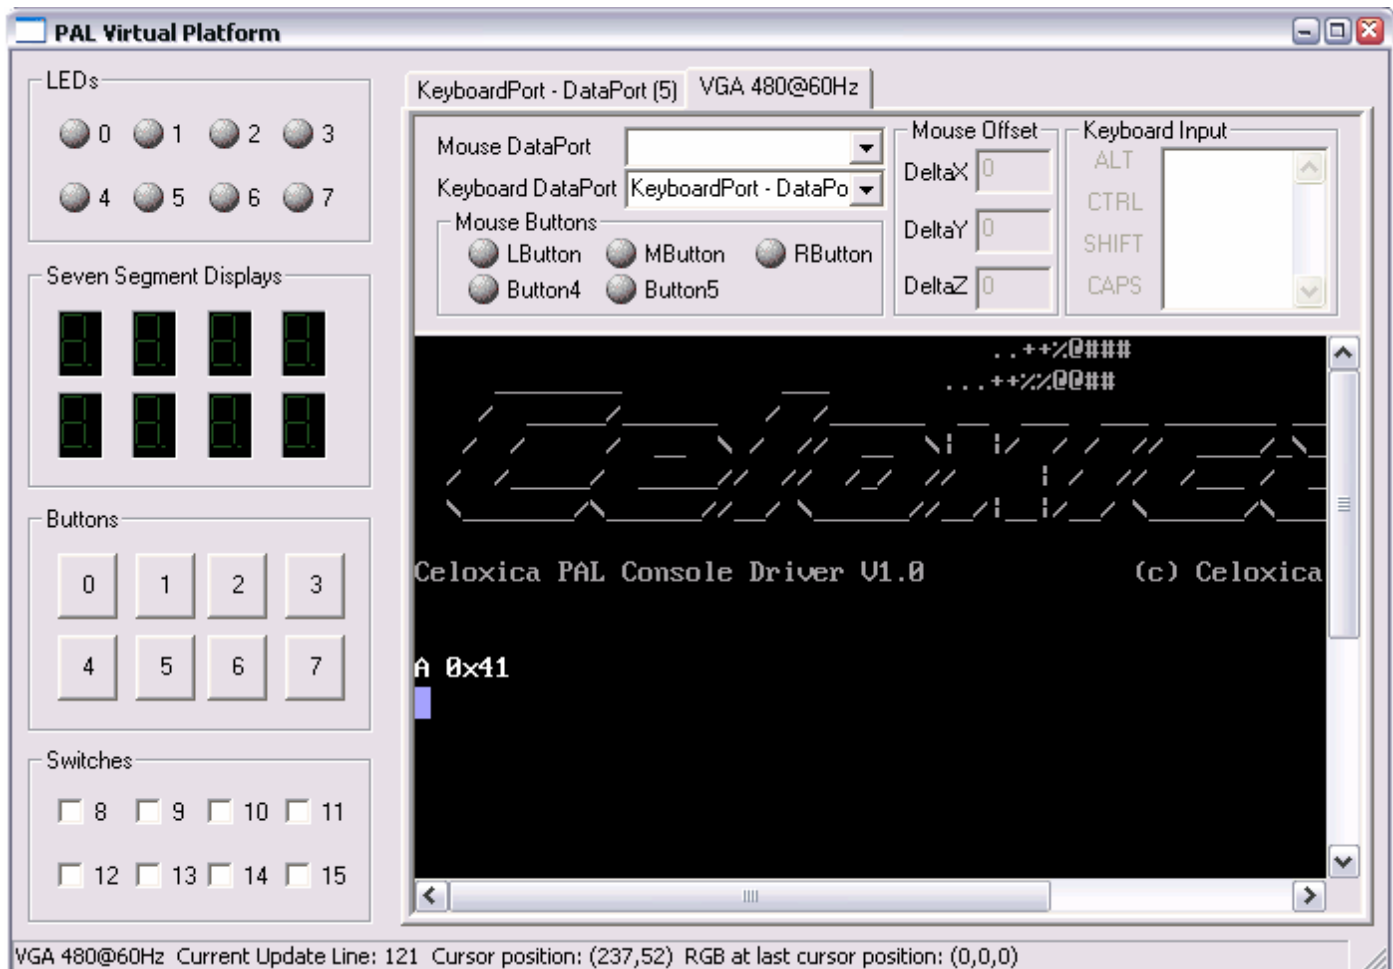 PAL Virtual Platform
LEDs
0 1 2 3
4 5 6 7
Seven Segment Displays
Buttons
0 1 2 3
4 5 6 7
Switches
8 9 10 11
12 13 14 15
KeyboardPort - DataPort (5) VGA 480@60Hz
Mouse DataPort
Keyboard DataPort KeyboardPort - DataPo
Mouse Buttons
LButton MButton RButton
Button4 Button5
Mouse Offset
DeltaX 0
DeltaY 0
DeltaZ 0
Keyboard Input
ALT
CTRL
SHIFT
CAPS
..++%@###
...++%%@@##
Celoxica
Celoxica PAL Console Driver V1.0 (c) Celoxica
A 0x41
VGA 480@60Hz Current Update Line: 121 Cursor position: (237,52) RGB at last cursor position: (0,0,0)